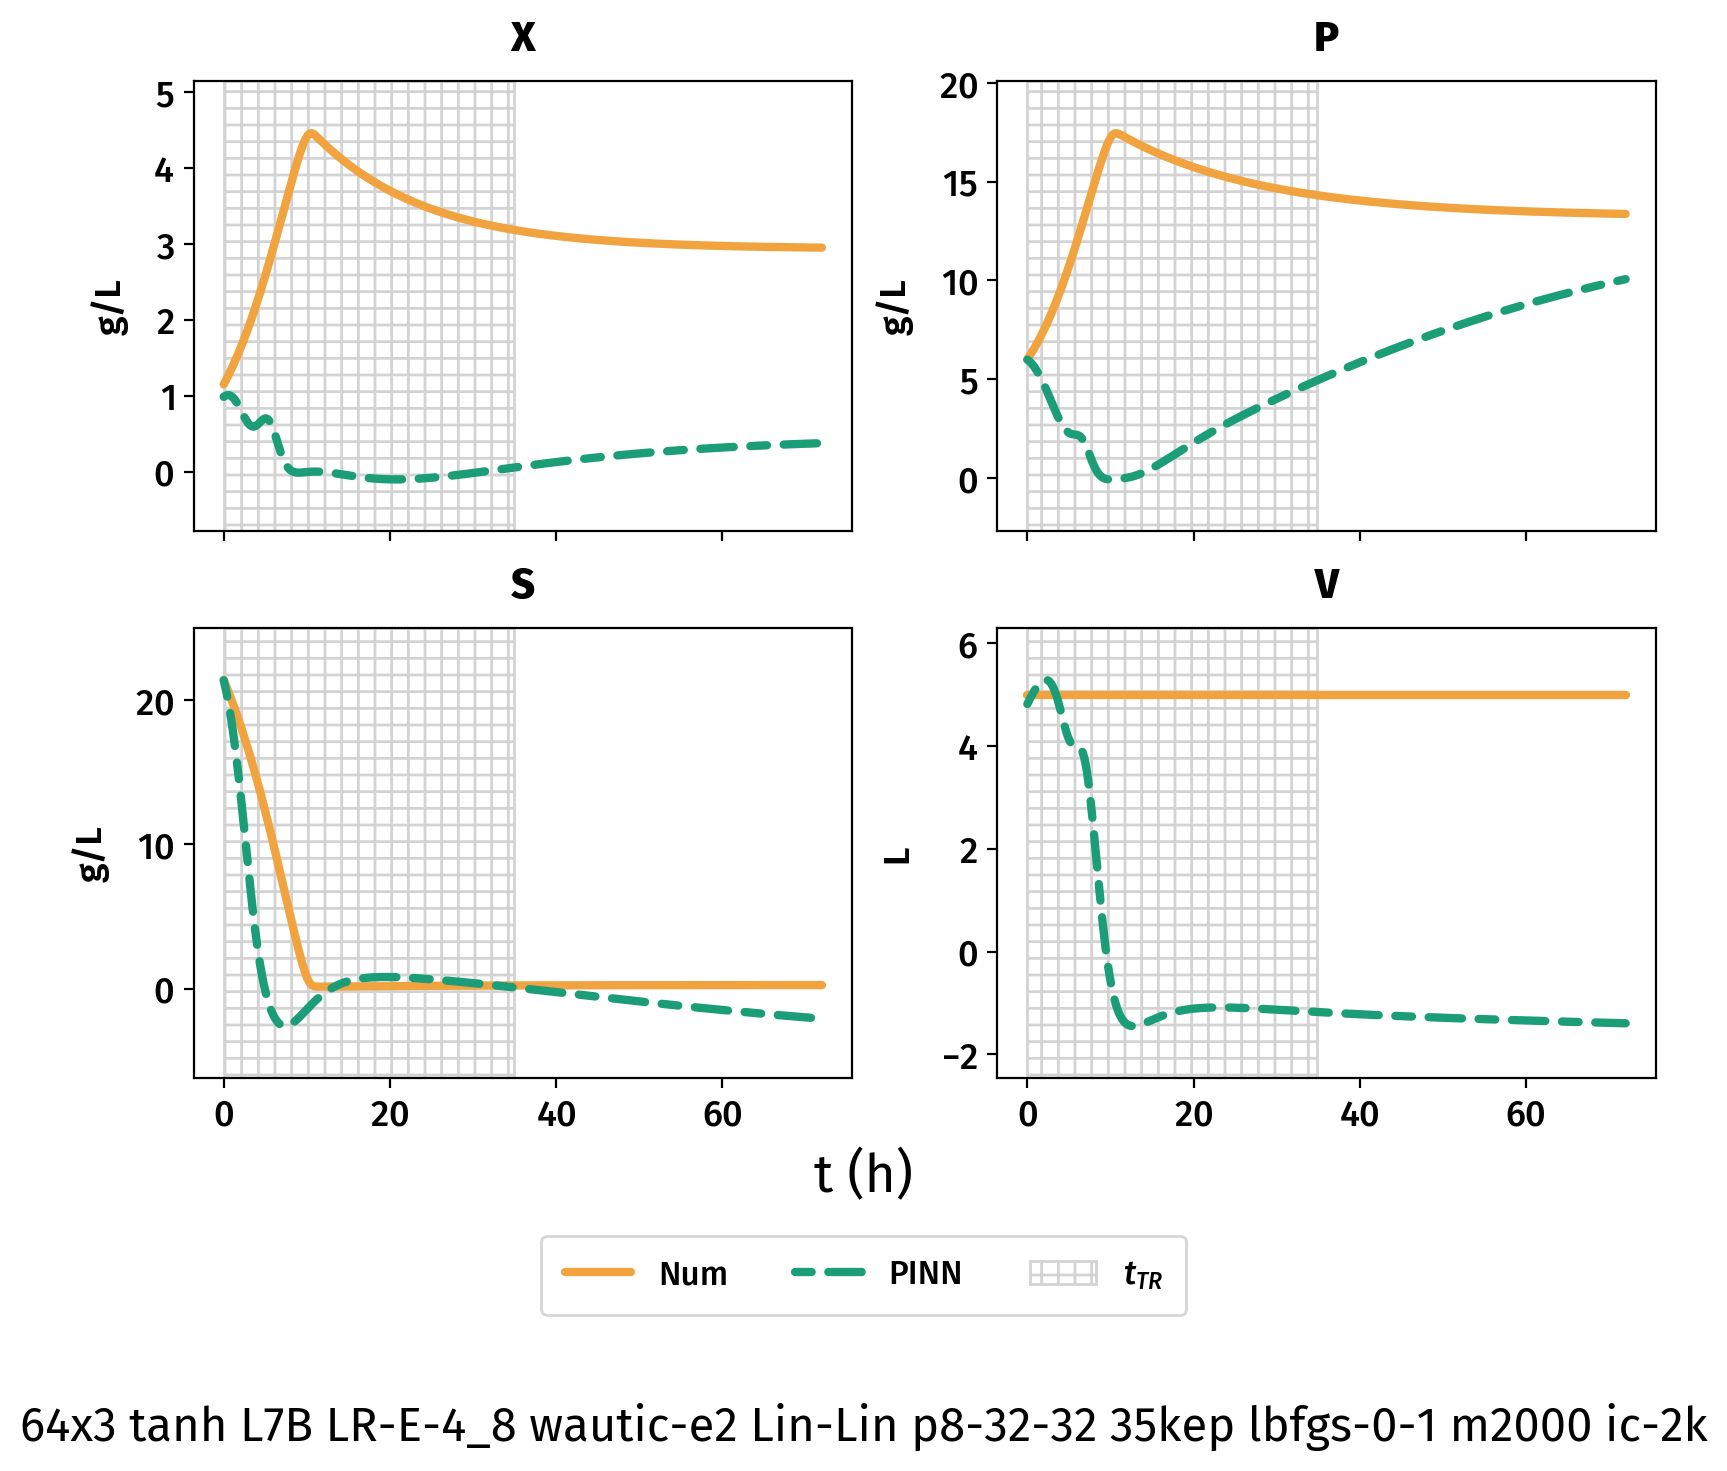 X
P
5
4
3
2
1
0
g/L
20
15
10
5
0
g/L
S
V
20
10
0
g/L
6
4
2
0
−2
L
0 20 40 60
0 20 40 60
t (h)
Num PINN t_TR
64x3 tanh L7B LR-E-4_8 wautic-e2 Lin-Lin p8-32-32 35kep lbfgs-0-1 m2000 ic-2k